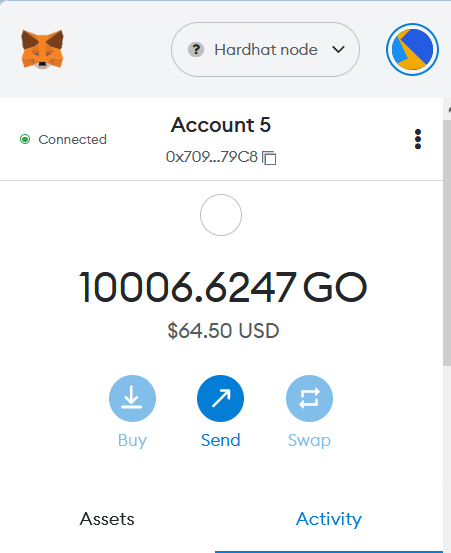 ? Hardhat node
Account 5
Connected
0x709...79C8
10006.6247 GO
$64.50 USD
Buy Send Swap
Assets Activity